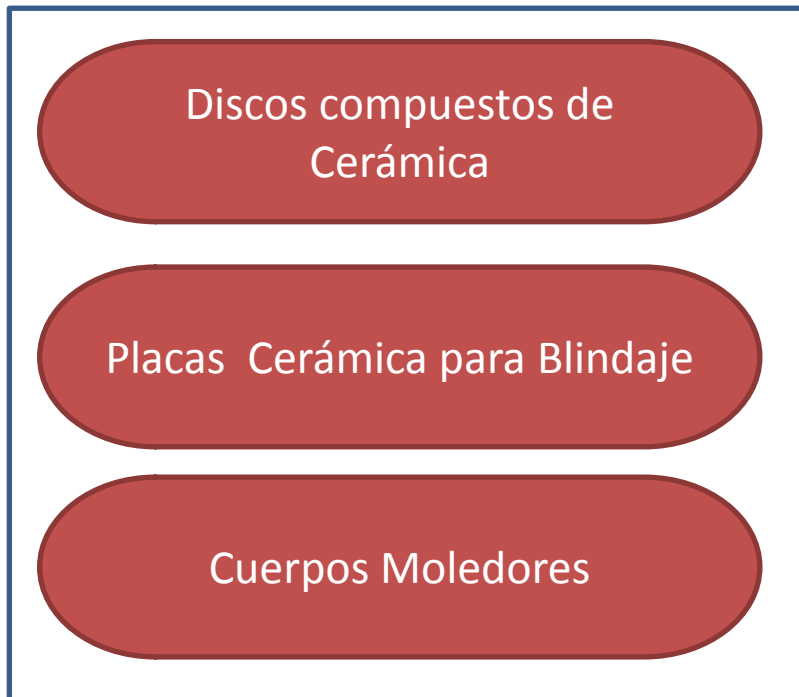 Discos compuestos de
Cerámica
Placas  Cerámica para Blindaje
Cuerpos Moledores